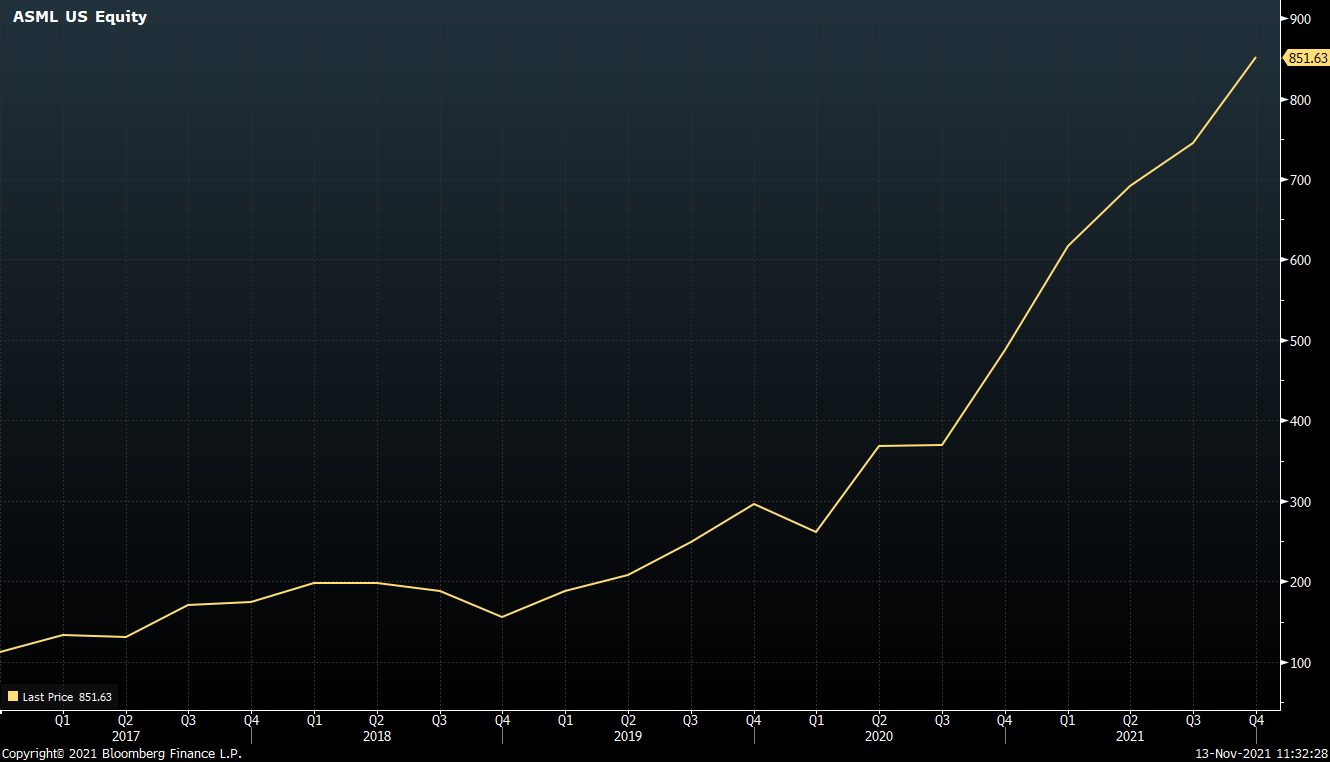 ASML US Equity
900
851.63
800
700
600
500
400
300
200
100
Last Price 851.63
Q1 Q2 Q3 Q4 Q1 Q2 Q3 Q4 Q1 Q2 Q3 Q4 Q1 Q2 Q3 Q4 Q1 Q2 Q3 Q4
2017 2018 2019 2020 2021
Copyright© 2021 Bloomberg Finance L.P.
13-Nov-2021 11:32:28